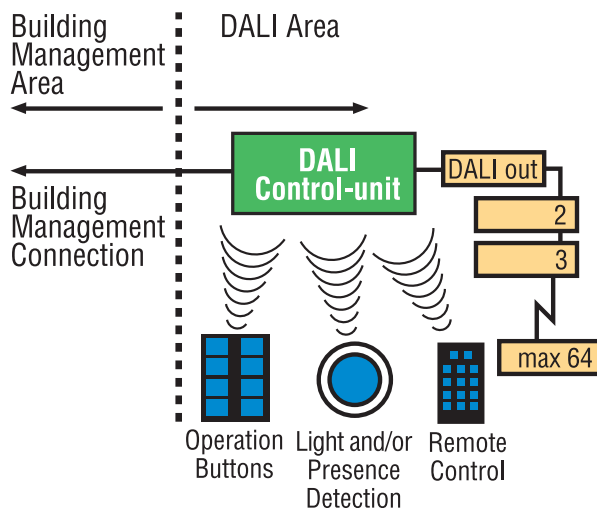 Building
Management
Area
DALI Area
DALI
Control-unit
DALI out
2
3
max 64
Building
Management
Connection
Operation
Buttons
Light and/or
Presence
Detection
Remote
Control